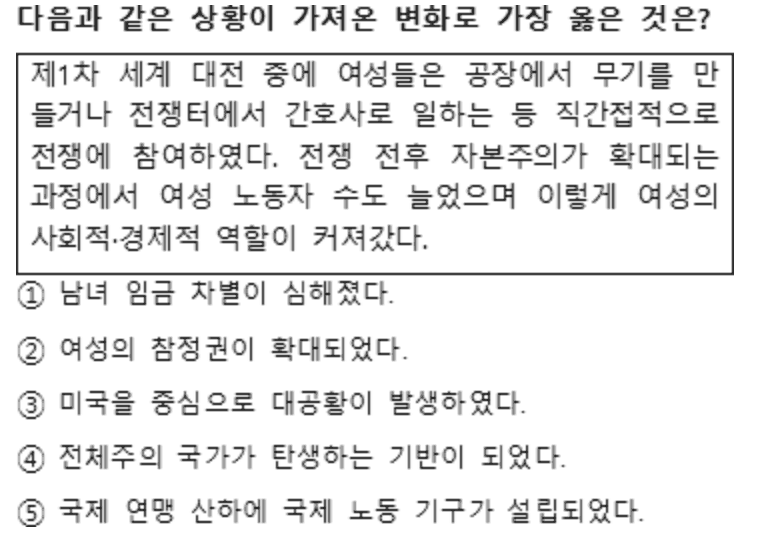 다음과 같은 상황이 가져온 변화로 가장 옳은 것은?
제1차 세계 대전 중에 여성들은 공장에서 무기를 만
들거나 전쟁터에서 간호사로 일하는 등 직간접적으로
전쟁에 참여하였다. 전쟁 전후 자본주의가 확대되는
과정에서 여성 노동자 수도 늘었으며 이렇게 여성의
사회적·경제적 역할이 커져갔다.
① 남녀 임금 차별이 심해졌다.
② 여성의 참정권이 확대되었다.
③ 미국을 중심으로 대공황이 발생하였다.
④ 전체주의 국가가 탄생하는 기반이 되었다.
⑤ 국제 연맹 산하에 국제 노동 기구가 설립되었다.